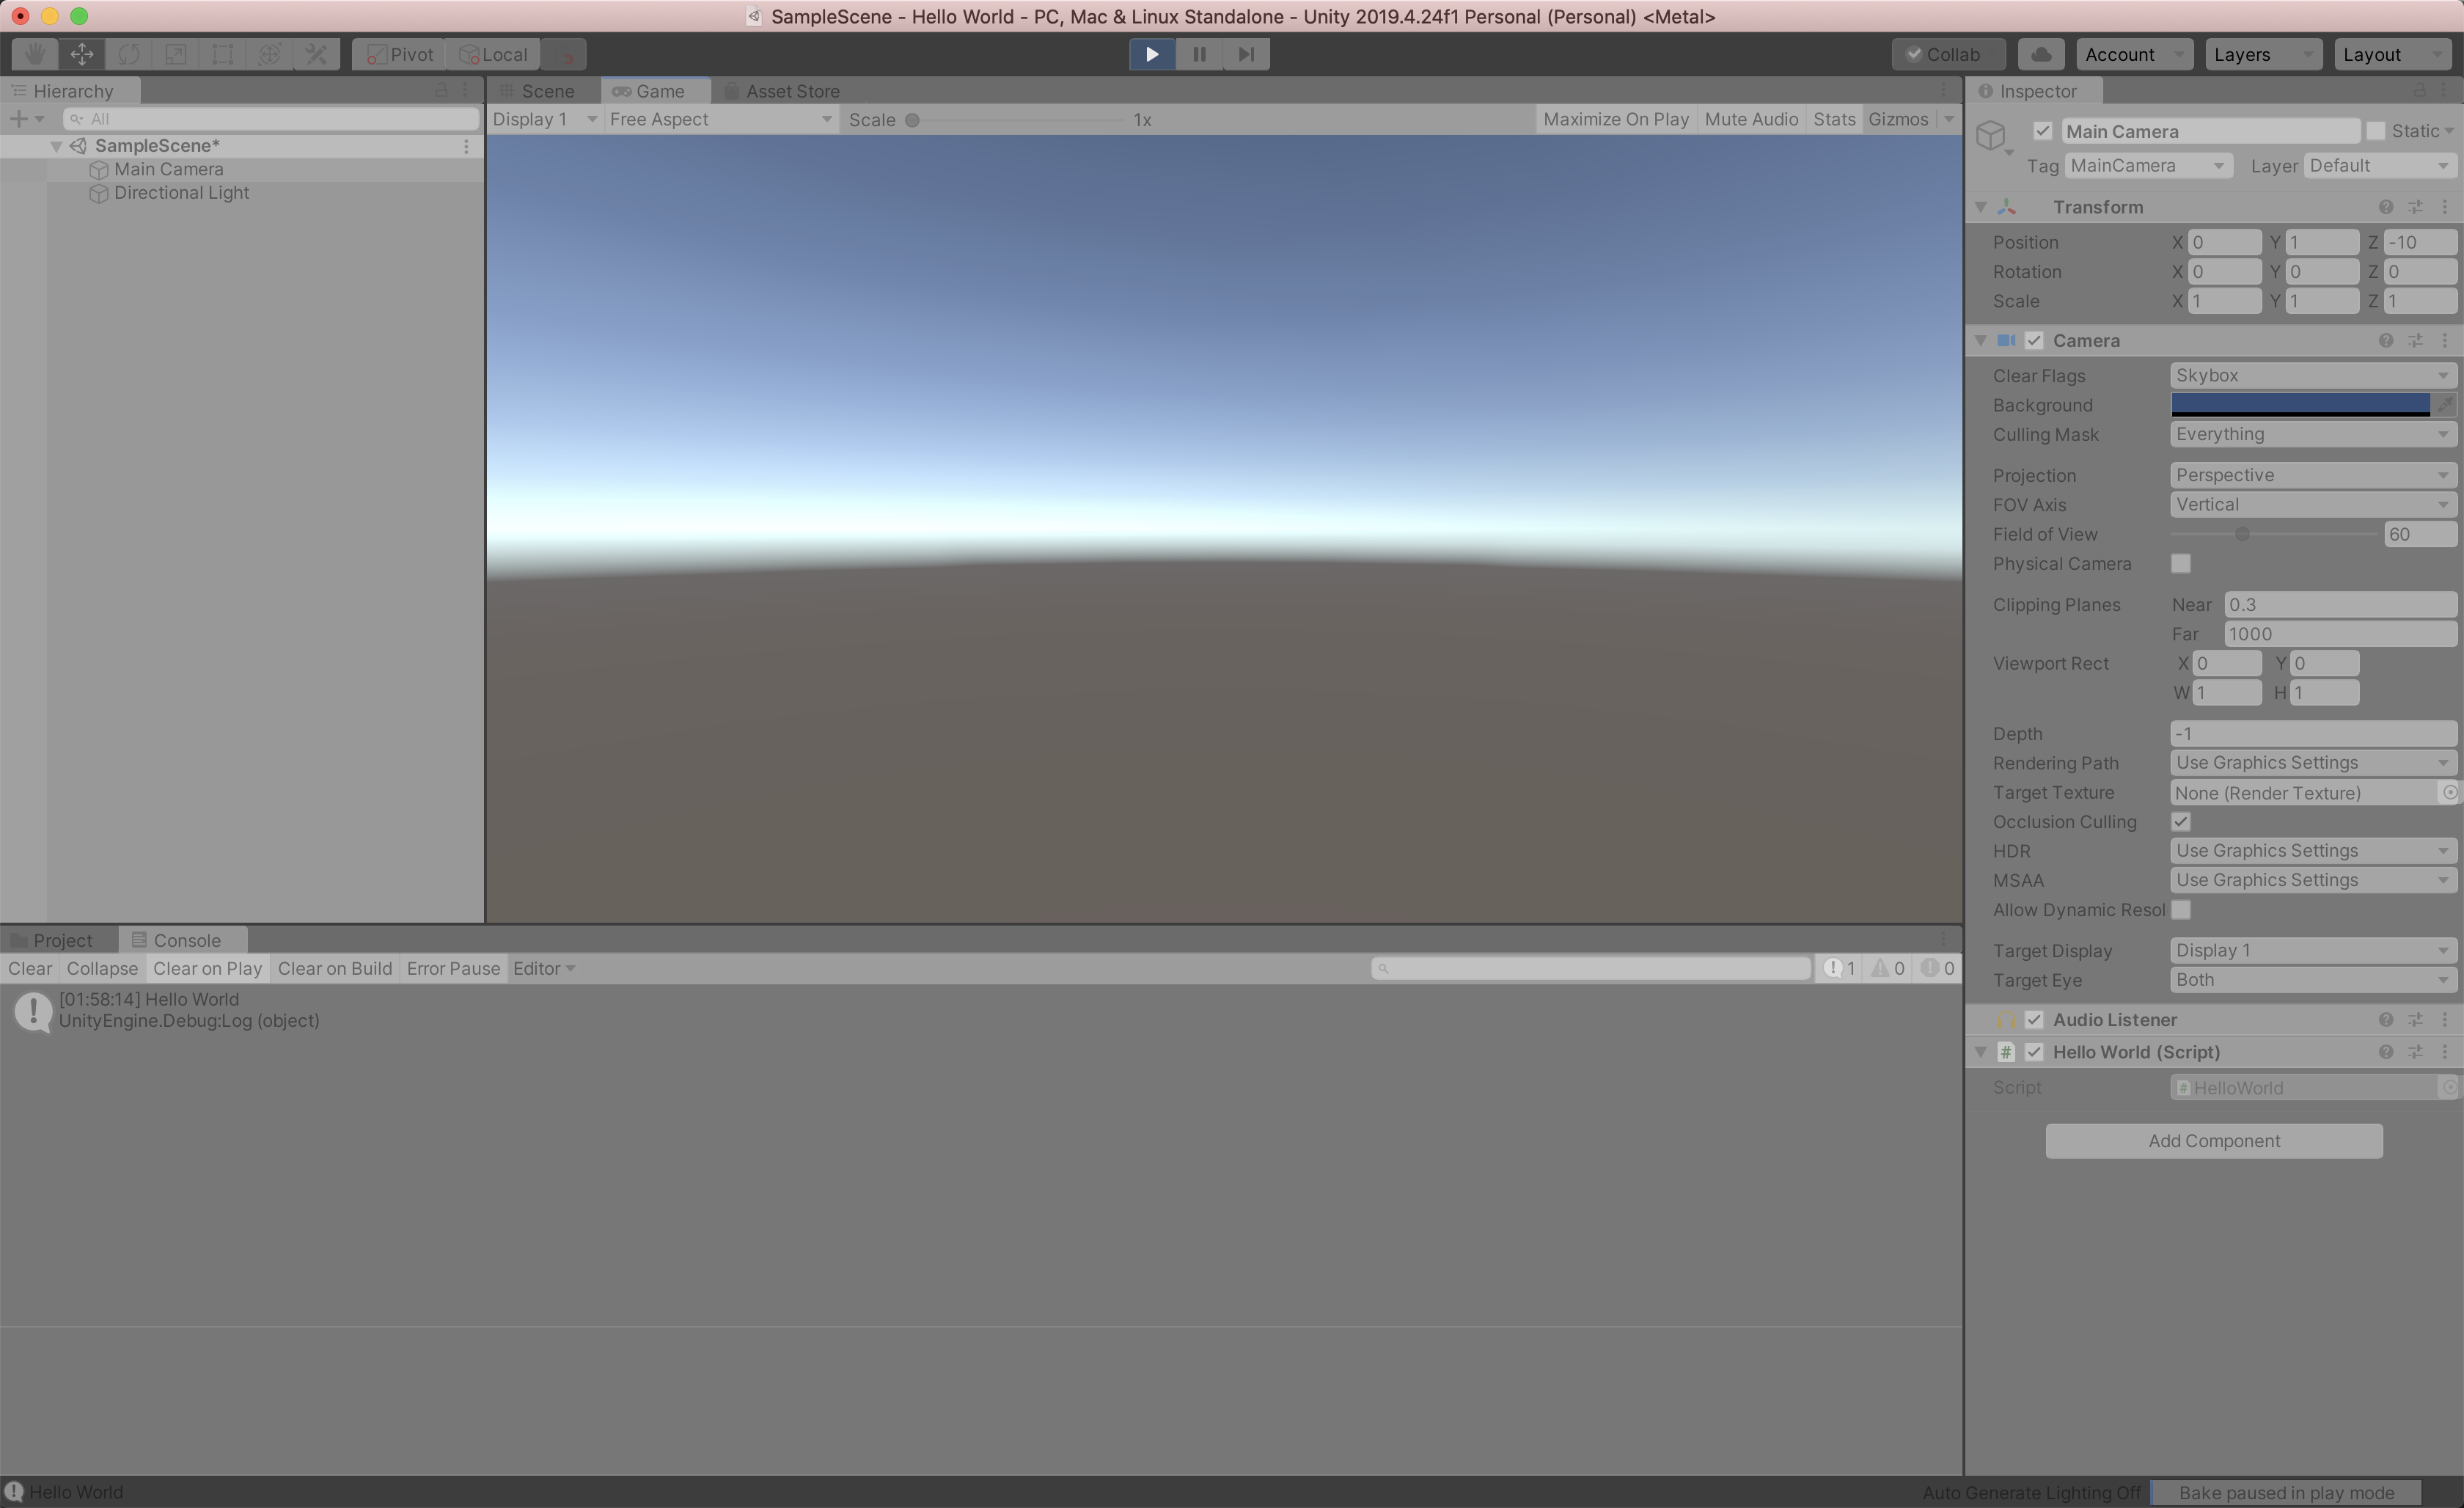 SampleScene - Hello World - PC, Mac & Linux Standalone - Unity 2019.4.24f1 Personal (Personal) <Metal>
Pivot Local Collab Account Layers Layout
Hierarchy
All
SampleScene*
Main Camera
Directional Light
Scene Game Asset Store
Display 1 Free Aspect Scale 1x Maximize On Play Mute Audio Stats Gizmos
Inspector
Main Camera Static
Tag MainCamera Layer Default
Transform
Position X 0 Y 1 Z -10
Rotation X 0 Y 0 Z 0
Scale X 1 Y 1 Z 1
Camera
Clear Flags Skybox
Background
Culling Mask Everything
Projection Perspective
FOV Axis Vertical
Field of View 60
Physical Camera
Clipping Planes Near 0.3
Far 1000
Viewport Rect X 0 Y 0
W 1 H 1
Depth -1
Rendering Path Use Graphics Settings
Target Texture None (Render Texture)
Occlusion Culling
HDR Use Graphics Settings
MSAA Use Graphics Settings
Allow Dynamic Resol
Target Display Display 1
Target Eye Both
Audio Listener
# Hello World (Script)
Script # HelloWorld
Add Component
Project Console
Clear Collapse Clear on Play Clear on Build Error Pause Editor 1 0 0
[01:58:14] Hello World
UnityEngine.Debug:Log (object)
Hello World
Auto Generate Lighting Off Bake paused in play mode